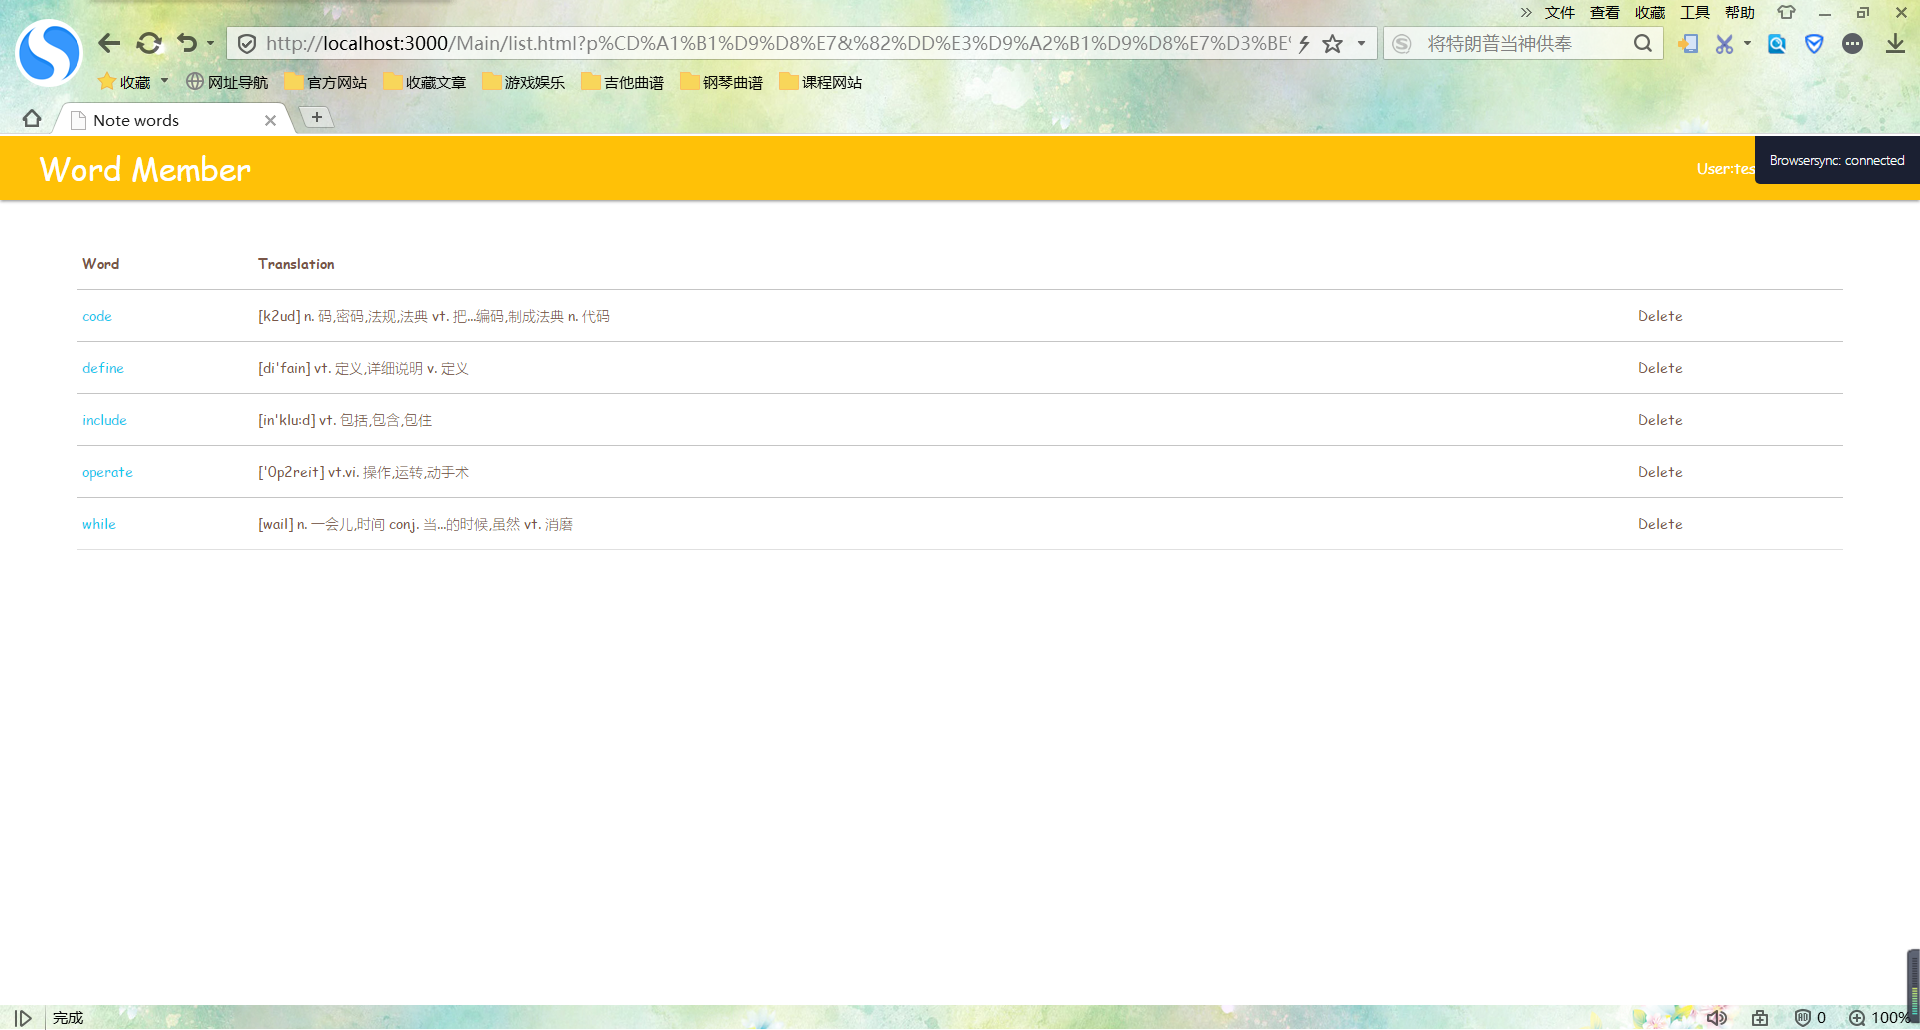 文件 查看 收藏 工具 帮助
http://localhost:3000/Main/list.html?p%CD%A1%B1%D9%D8%E7&%82%DD%E3%D9%A2%B1%D9%D8%E7%D3%BE%
将特朗普当神供奉
收藏 网址导航 官方网站 收藏文章 游戏娱乐 吉他曲谱 钢琴曲谱 课程网站
Note words
Word Member
User:tes
Browsersync: connected
Word Translation
code [k2ud] n. 码,密码,法规,法典 vt. 把...编码,制成法典 n. 代码 Delete
define [di'fain] vt. 定义,详细说明 v. 定义 Delete
include [in'klu:d] vt. 包括,包含,包住 Delete
operate ['0p2reit] vt.vi. 操作,运转,动手术 Delete
while [wail] n. 一会儿,时间 conj. 当...的时候,虽然 vt. 消磨 Delete
完成
0
100%